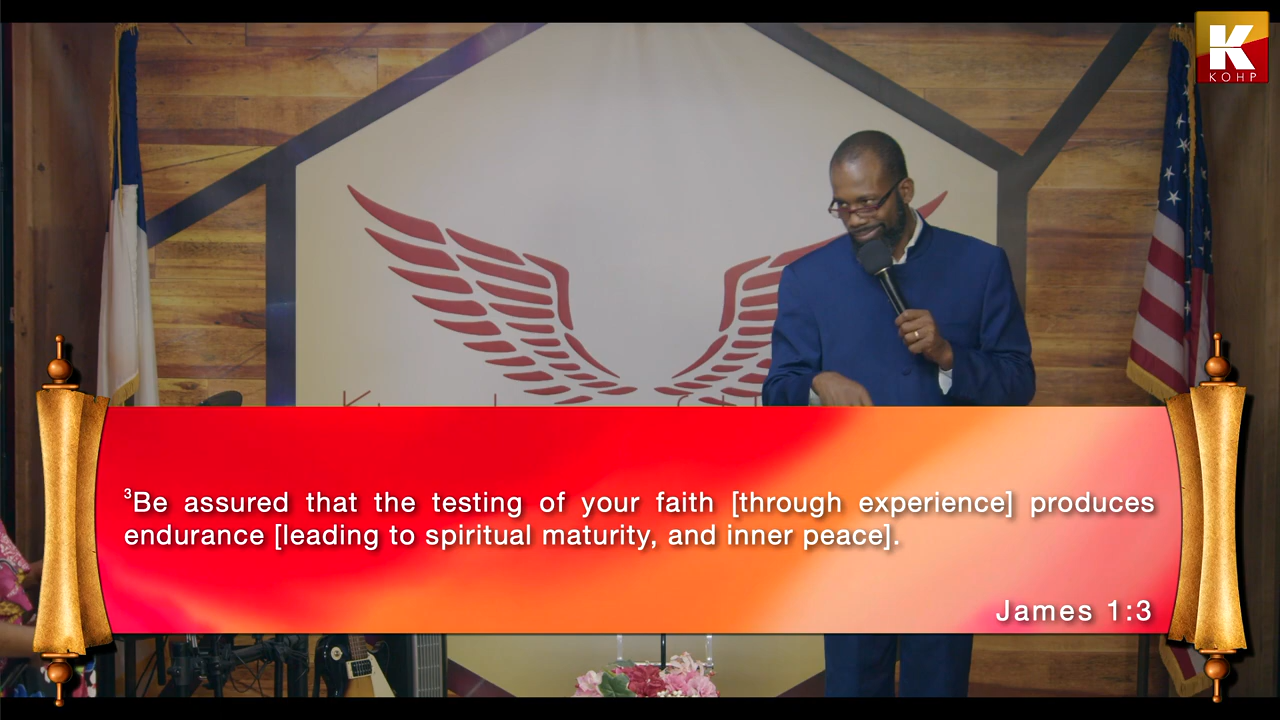 K
KOHP
³Be assured that the testing of your faith [through experience] produces
endurance [leading to spiritual maturity, and inner peace].
James 1:3